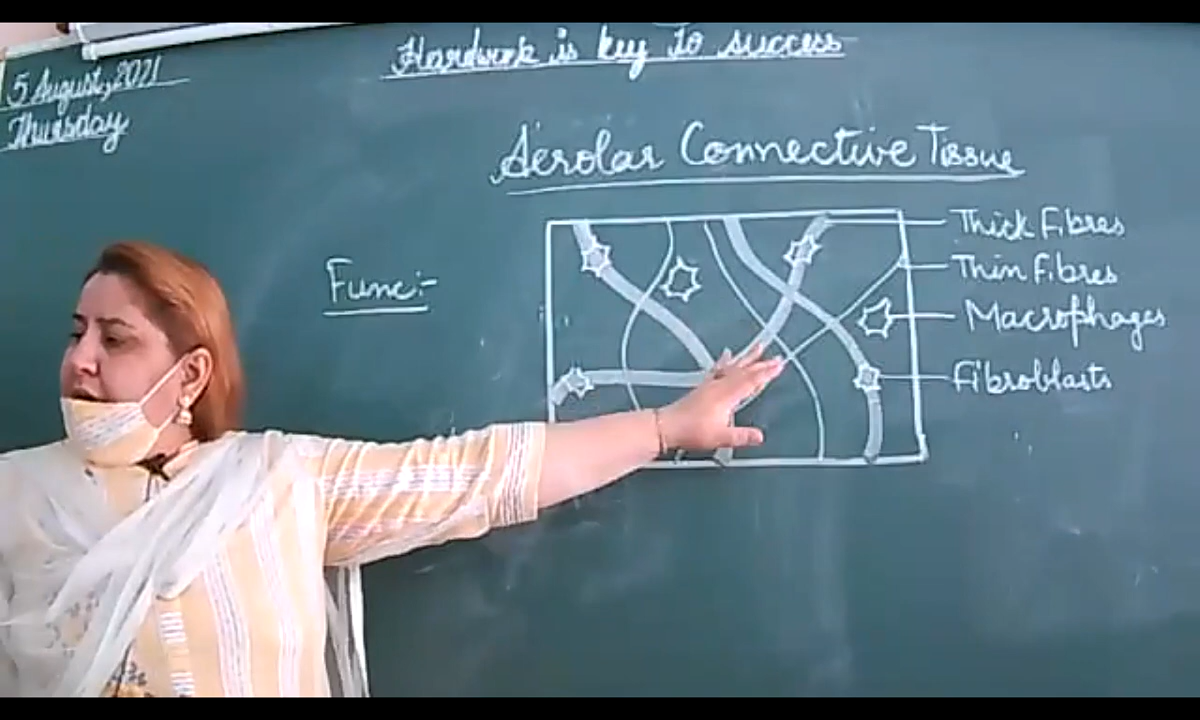 Hardwork is key to success
5 August, 2021
Thursday
Aerolar Connective Tissue
Thick Fibres
Thin Fibres
Func:-
Macrophages
Fibroblasts